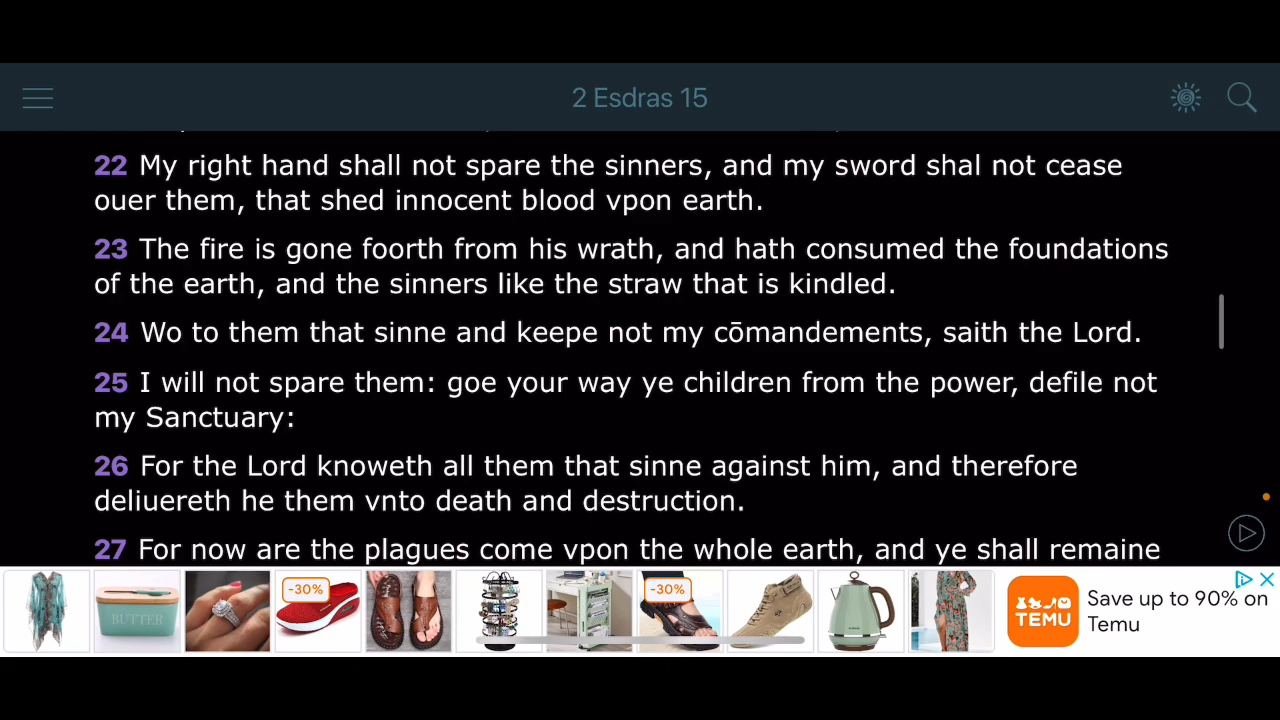 2 Esdras 15
22 My right hand shall not spare the sinners, and my sword shal not cease
ouer them, that shed innocent blood vpon earth.
23 The fire is gone foorth from his wrath, and hath consumed the foundations
of the earth, and the sinners like the straw that is kindled.
24 Wo to them that sinne and keepe not my cōmandements, saith the Lord.
25 I will not spare them: goe your way ye children from the power, defile not
my Sanctuary:
26 For the Lord knoweth all them that sinne against him, and therefore
deliuereth he them vnto death and destruction.
27 For now are the plagues come vpon the whole earth, and ye shall remaine
BUTTER
-30%
-30%
TEMU
Save up to 90% on
Temu